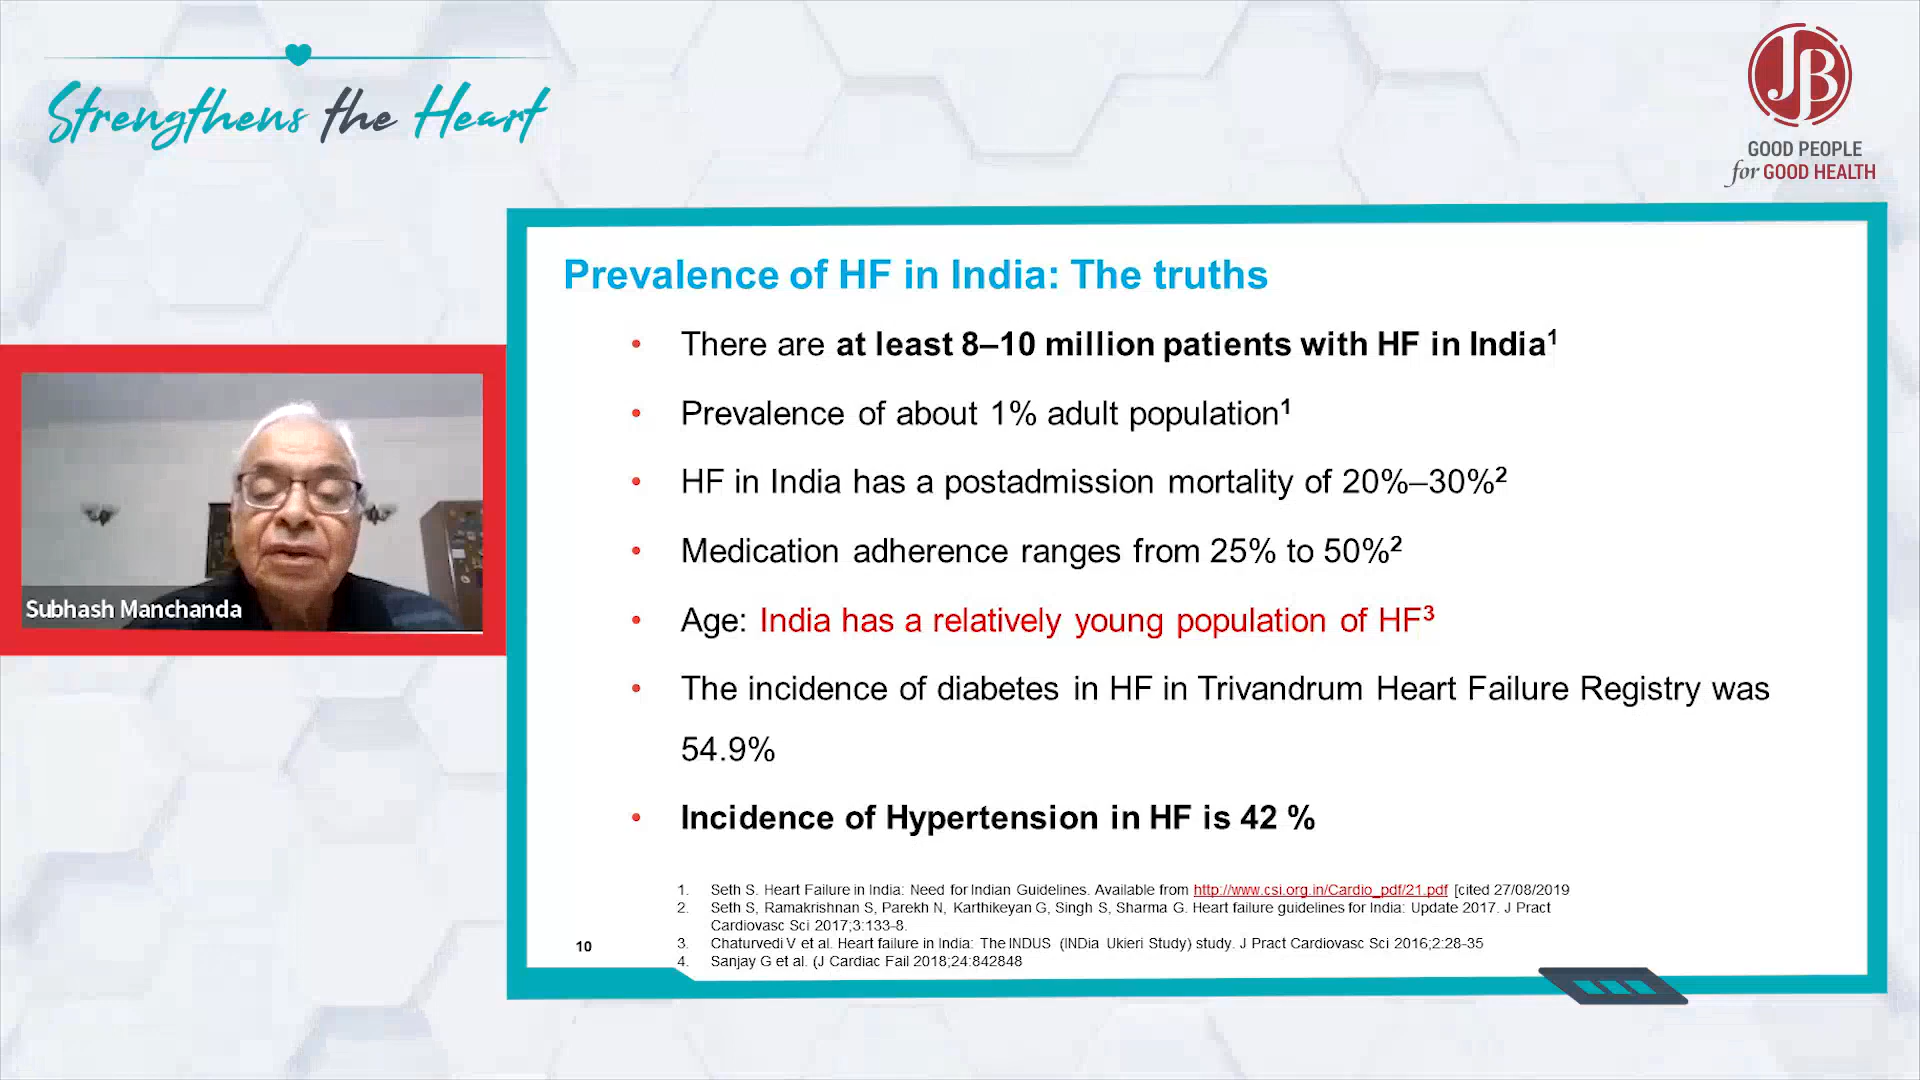 Strengthens the Heart
JB
GOOD PEOPLE
for GOOD HEALTH
Subhash Manchanda
Prevalence of HF in India: The truths
• There are at least 8–10 million patients with HF in India¹
• Prevalence of about 1% adult population¹
• HF in India has a postadmission mortality of 20%–30%²
• Medication adherence ranges from 25% to 50%²
• Age: India has a relatively young population of HF³
• The incidence of diabetes in HF in Trivandrum Heart Failure Registry was
54.9%
• Incidence of Hypertension in HF is 42 %
1. Seth S. Heart Failure in India: Need for Indian Guidelines. Available from http://www.csi.org.in/Cardio_pdf/21.pdf [cited 27/08/2019
2. Seth S, Ramakrishnan S, Parekh N, Karthikeyan G, Singh S, Sharma G. Heart failure guidelines for India: Update 2017. J Pract
Cardiovasc Sci 2017;3:133-8.
3. Chaturvedi V et al. Heart failure in India: The INDUS (INDia Ukieri Study) study. J Pract Cardiovasc Sci 2016;2:28-35
4. Sanjay G et al. (J Cardiac Fail 2018;24:842848
10